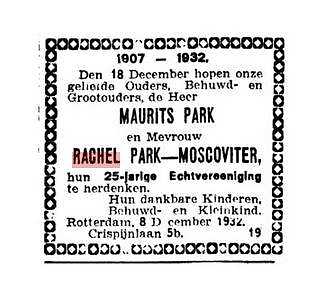 1907 — 1932.
Den 18 December hopen onze
geliefde Ouders, Behuwd- en
Grootouders, de Heer
MAURITS PARK
en Mevrouw
RACHEL PARK—MOSCOVITER,
hun 25-jarige Echtvereeniging
te herdenken.
Hun dankbare Kinderen,
Behuwd- en Kleinkind.
Rotterdam, 8 D cember 1932.
Crispijnlaan 5b. 19